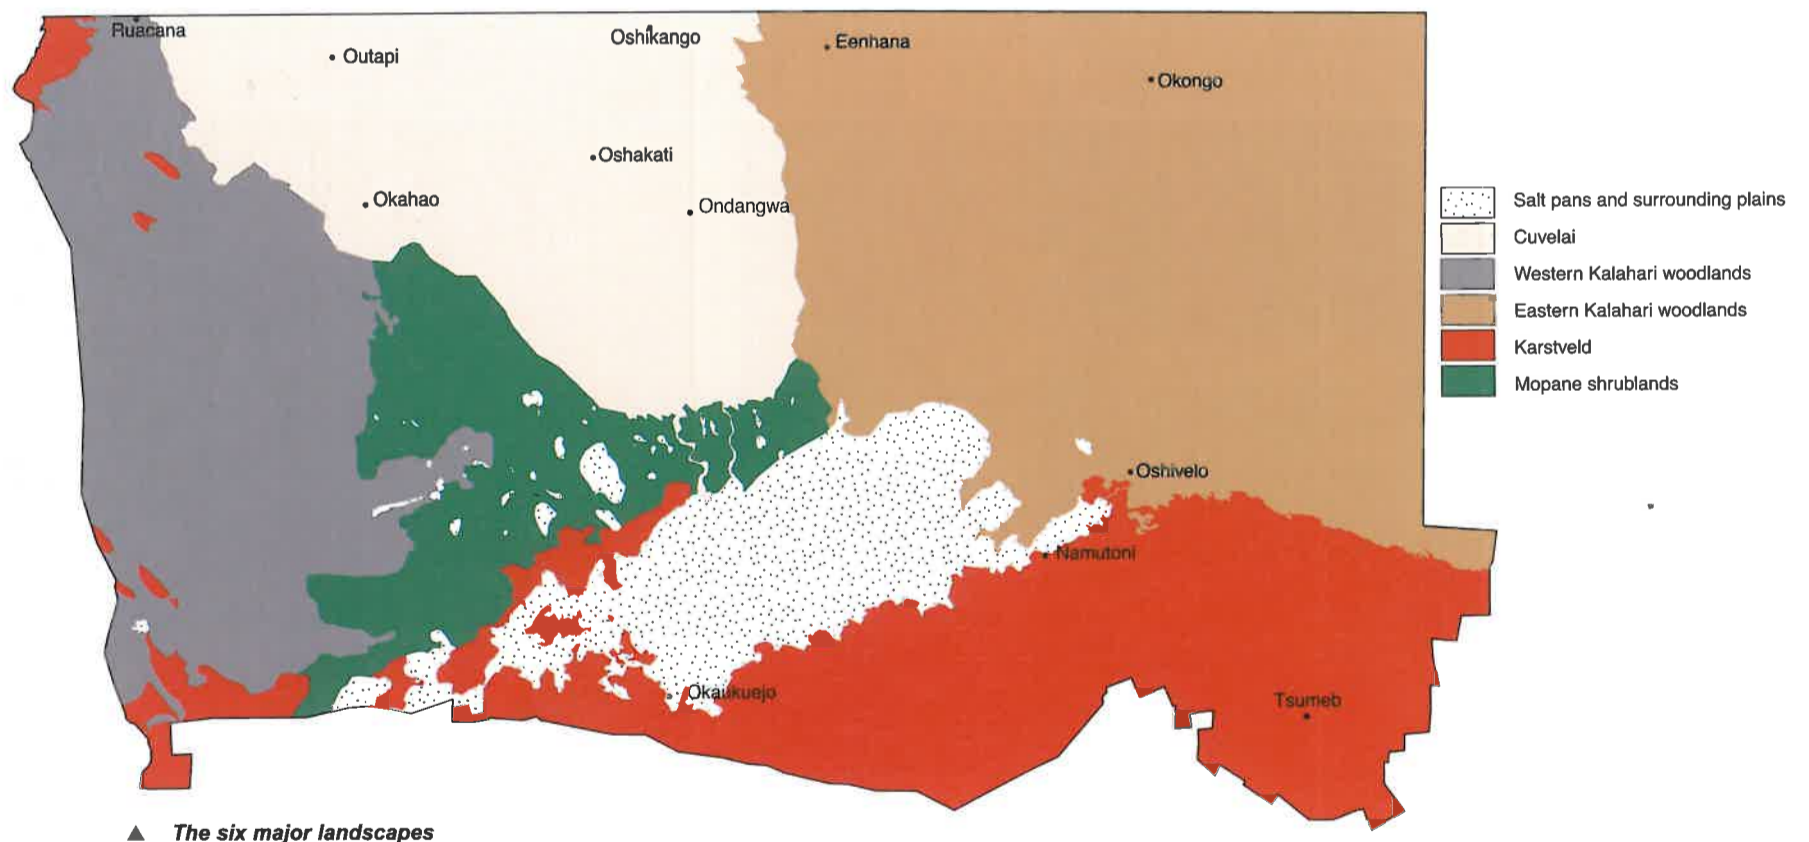 Ruacana
Oshikango
Outapi
Eenhana
Okongo
Oshakati
Okahao
Ondangwa
Salt pans and surrounding plains
Cuvelai
Western Kalahari woodlands
Eastern Kalahari woodlands
Karstveld
Mopane shrublands
Oshivelo
Namutoni
Okaukuejo
Tsumeb
▲ The six major landscapes